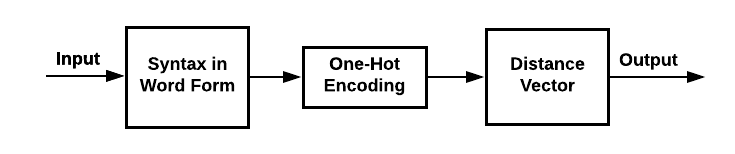 Input
Syntax in
Word Form
One-Hot
Encoding
Distance
Vector
Output